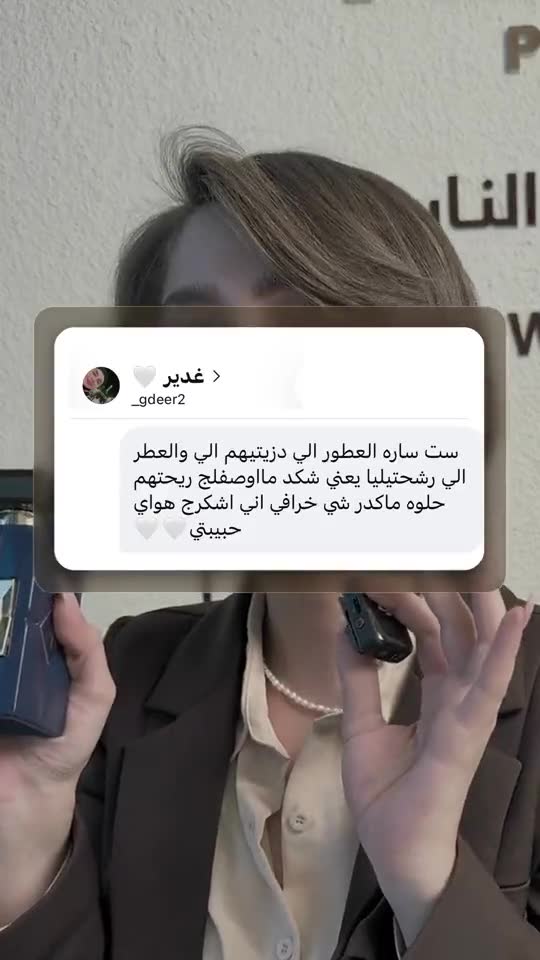 P
النار
W
غدير 🤍 >
_gdeer2
ست ساره العطور الي دزيتيهم الي والعطر
الي رشحتيليا يعني شكد مااوصفلج ريحتهم
حلوه ماكدر شي خرافي اني اشكرج هواي
حبيبتي🤍🤍